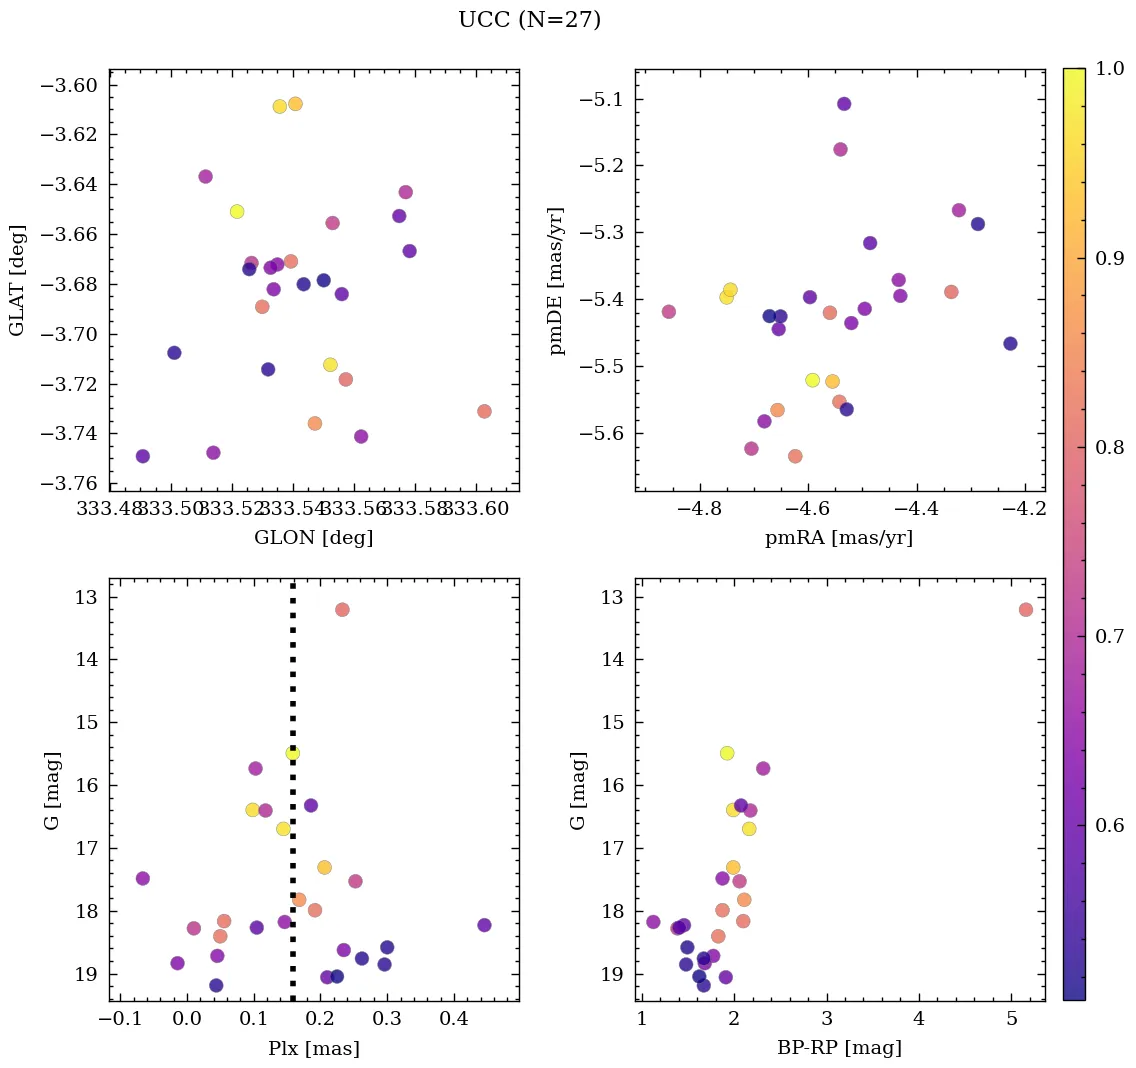 UCC (N=27)
−3.60
−3.62
−3.64
−3.66
−3.68
−3.70
−3.72
−3.74
−3.76
GLAT [deg]
333.48 333.50 333.52 333.54 333.56 333.58 333.60
GLON [deg]
−5.1
−5.2
−5.3
−5.4
−5.5
−5.6
pmDE [mas/yr]
−4.8 −4.6 −4.4 −4.2
pmRA [mas/yr]
1.0
0.9
0.8
0.7
0.6
13
14
15
16
17
18
19
G [mag]
−0.1 0.0 0.1 0.2 0.3 0.4
Plx [mas]
13
14
15
16
17
18
19
G [mag]
1 2 3 4 5
BP-RP [mag]